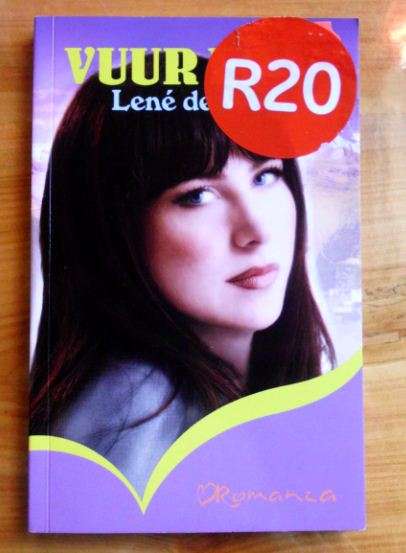 VUUR
Lené de
R20
Romanza